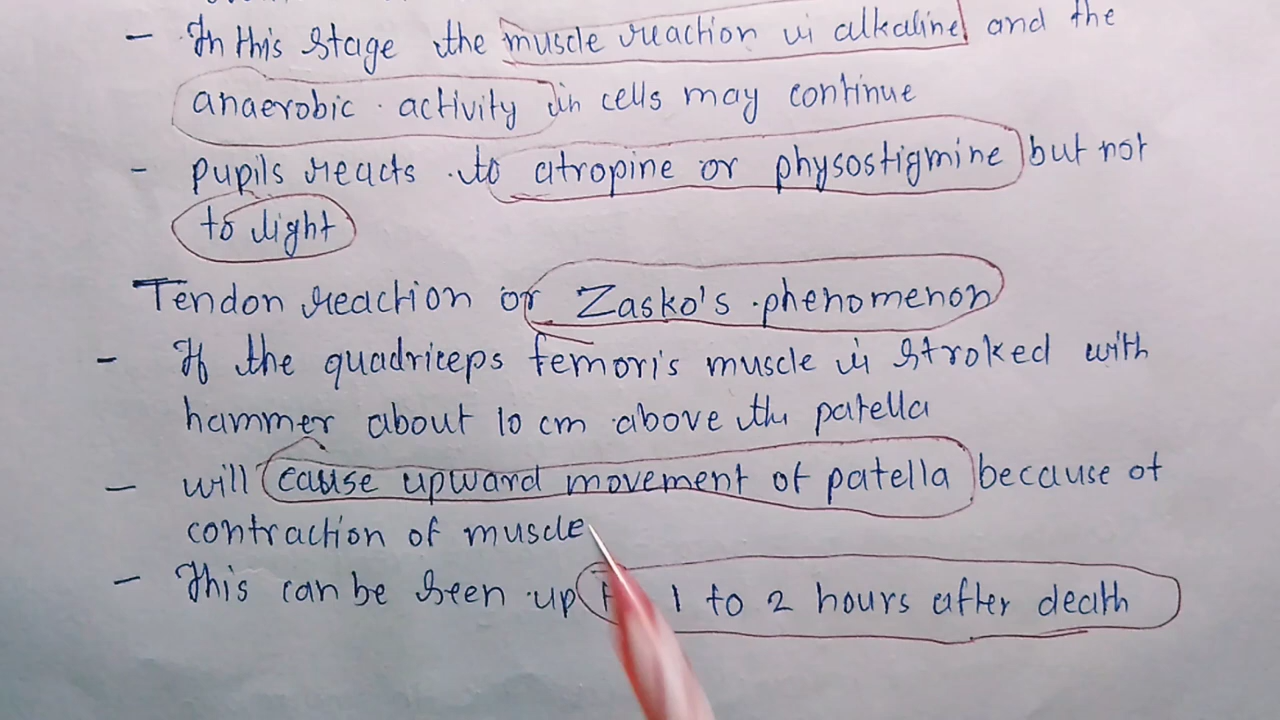 - In this stage the muscle reaction is alkaline and the
anaerobic activity in cells may continue
- pupils reacts to atropine or physostigmine but not
to light
Tendon reaction or Zasko's phenomenon
- If the quadriceps femoris muscle is stroked with
hammer about 10 cm above the patella
- will cause upward movement of patella because of
contraction of muscle
- This can be seen up 1 to 2 hours after death